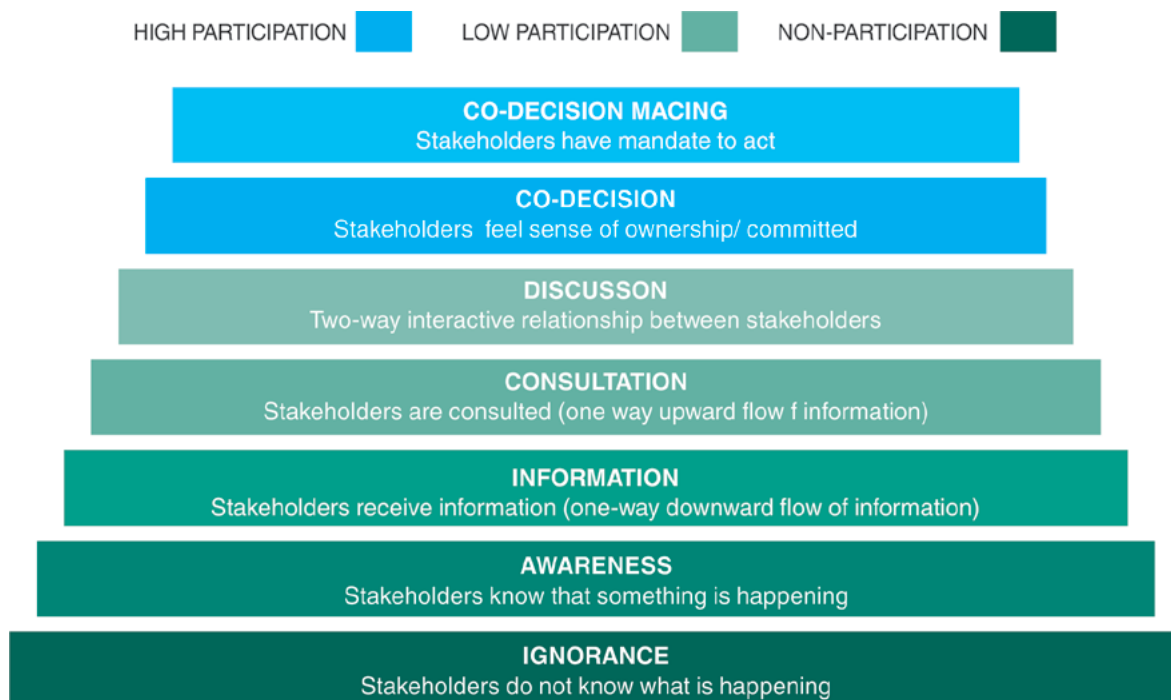 HIGH PARTICIPATION LOW PARTICIPATION NON-PARTICIPATION
CO-DECISION MACING
Stakeholders have mandate to act
CO-DECISION
Stakeholders feel sense of ownership/ committed
DISCUSSON
Two-way interactive relationship between stakeholders
CONSULTATION
Stakeholders are consulted (one way upward flow f information)
INFORMATION
Stakeholders receive information (one-way downward flow of information)
AWARENESS
Stakeholders know that something is happening
IGNORANCE
Stakeholders do not know what is happening